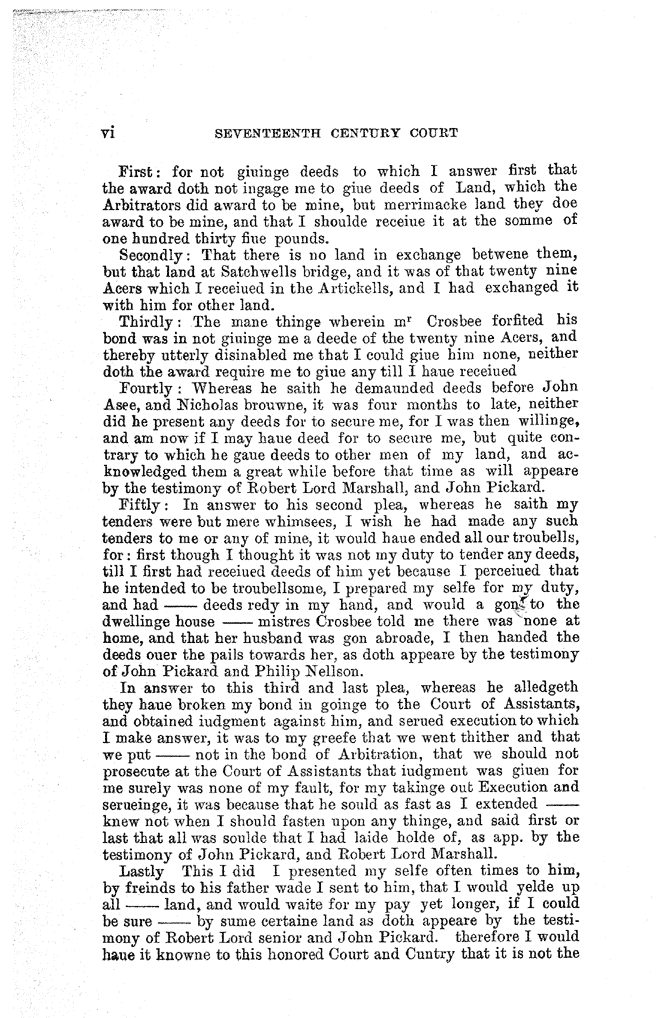 vi SEVENTEENTH CENTURY COURT
First: for not giuinge deeds to which I answer first that
the award doth not ingage me to giue deeds of Land, which the
Arbitrators did award to be mine, but merrimacke land they doe
award to be mine, and that I shoulde receiue it at the somme of
one hundred thirty fiue pounds.
Secondly: That there is no land in exchange betwene them,
but that land at Satchwells bridge, and it was of that twenty nine
Acers which I receiued in the Artickells, and I had exchanged it
with him for other land.
Thirdly: The mane thinge wherein mʳ Crosbee forfited his
bond was in not giuinge me a deede of the twenty nine Acers, and
thereby utterly disinabled me that I could giue him none, neither
doth the award require me to giue any till I haue receiued
Fourtly: Whereas he saith he demaunded deeds before John
Asee, and Nicholas brouwne, it was four months to late, neither
did he present any deeds for to secure me, for I was then willinge,
and am now if I may haue deed for to secure me, but quite con-
trary to which he gaue deeds to other men of my land, and ac-
knowledged them a great while before that time as will appeare
by the testimony of Robert Lord Marshall, and John Pickard.
Fiftly: In answer to his second plea, whereas he saith my
tenders were but mere whimsees, I wish he had made any such
tenders to me or any of mine, it would haue ended all our troubells,
for: first though I thought it was not my duty to tender any deeds,
till I first had receiued deeds of him yet because I perceiued that
he intended to be troubellsome, I prepared my selfe for my duty,
and had —— deeds redy in my hand, and would a gon to the
dwellinge house —— mistres Crosbee told me there was none at
home, and that her husband was gon abroade, I then handed the
deeds ouer the pails towards her, as doth appeare by the testimony
of John Pickard and Philip Nellson.
In answer to this third and last plea, whereas he alledgeth
they haue broken my bond in goinge to the Court of Assistants,
and obtained iudgment against him, and serued execution to which
I make answer, it was to my greefe that we went thither and that
we put —— not in the bond of Arbitration, that we should not
prosecute at the Court of Assistants that iudgment was giuen for
me surely was none of my fault, for my takinge out Execution and
serueinge, it was because that he sould as fast as I extended ——
knew not when I should fasten upon any thinge, and said first or
last that all was soulde that I had laide holde of, as app. by the
testimony of John Pickard, and Robert Lord Marshall.
Lastly This I did I presented my selfe often times to him,
by freinds to his father wade I sent to him, that I would yelde up
all —— land, and would waite for my pay yet longer, if I could
be sure —— by sume certaine land as doth appeare by the testi-
mony of Robert Lord senior and John Pickard. therefore I would
haue it knowne to this honored Court and Cuntry that it is not the